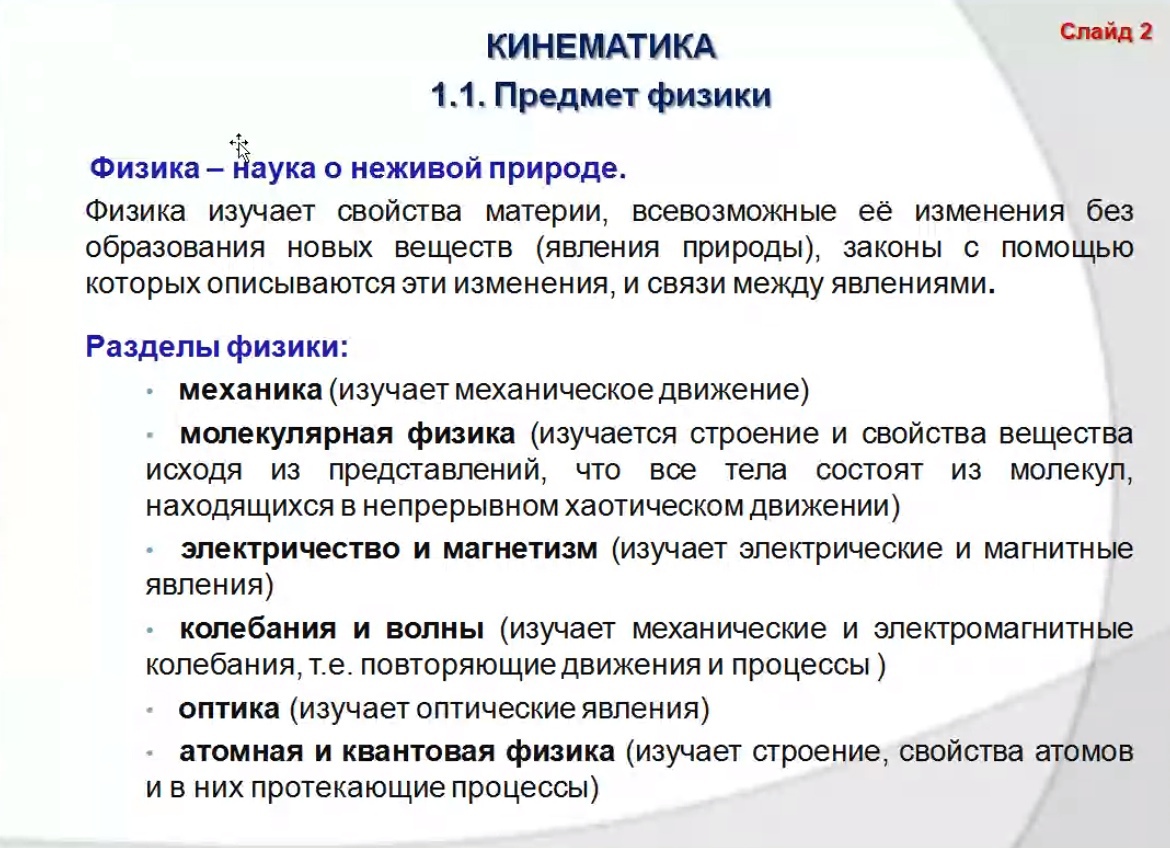 Слайд 2
КИНЕМАТИКА
1.1. Предмет физики
Физика – наука о неживой природе.
Физика изучает свойства материи, всевозможные её изменения без
образования новых веществ (явления природы), законы с помощью
которых описываются эти изменения, и связи между явлениями.
Разделы физики:
• механика (изучает механическое движение)
• молекулярная физика (изучается строение и свойства вещества
исходя из представлений, что все тела состоят из молекул,
находящихся в непрерывном хаотическом движении)
• электричество и магнетизм (изучает электрические и магнитные
явления)
• колебания и волны (изучает механические и электромагнитные
колебания, т.е. повторяющие движения и процессы )
• оптика (изучает оптические явления)
• атомная и квантовая физика (изучает строение, свойства атомов
и в них протекающие процессы)